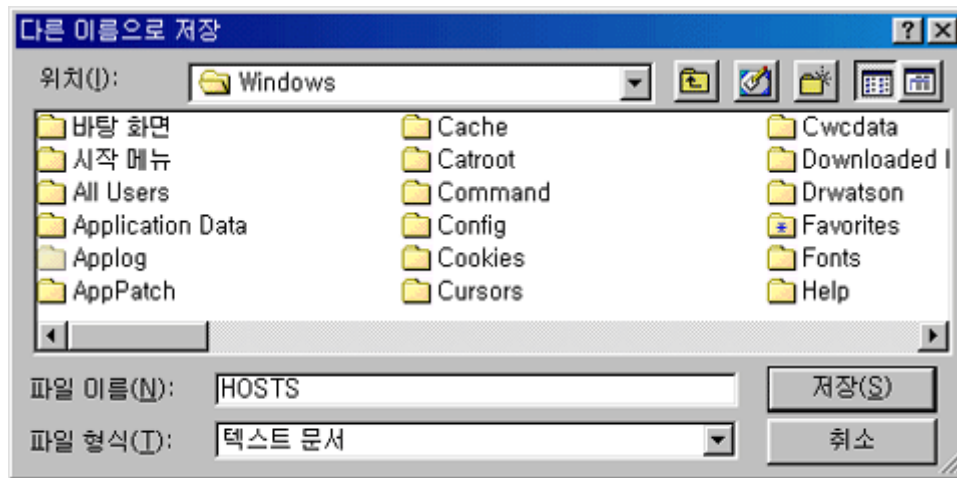 다른 이름으로 저장
위치(I): Windows
바탕 화면 Cache Cwcdata
시작 메뉴 Catroot Downloaded
All Users Command Drwatson
Application Data Config Favorites
Applog Cookies Fonts
AppPatch Cursors Help
파일 이름(N): HOSTS 저장(S)
파일 형식(T): 텍스트 문서 취소